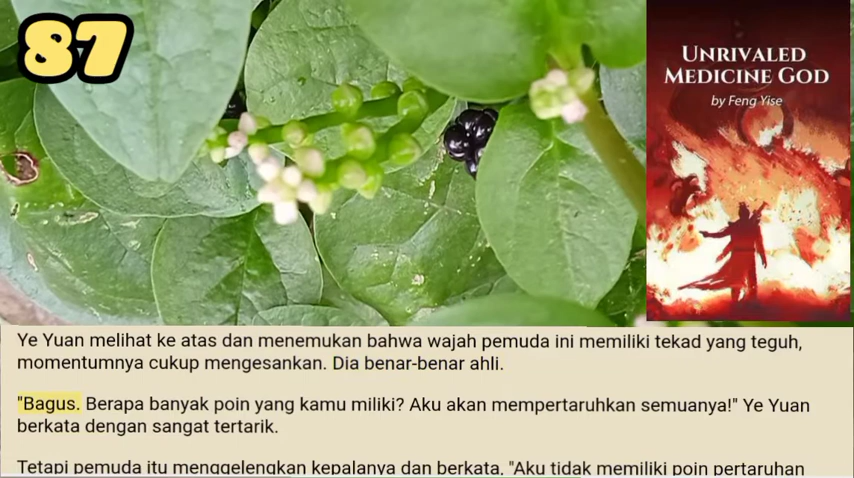 87
UNRIVALED
MEDICINE GOD
by Feng Yise
Ye Yuan melihat ke atas dan menemukan bahwa wajah pemuda ini memiliki tekad yang teguh,
momentumnya cukup mengesankan. Dia benar-benar ahli.
"Bagus. Berapa banyak poin yang kamu miliki? Aku akan mempertaruhkan semuanya!" Ye Yuan
berkata dengan sangat tertarik.
Tetapi pemuda itu menggelengkan kepalanya dan berkata, "Aku tidak memiliki poin pertaruhan